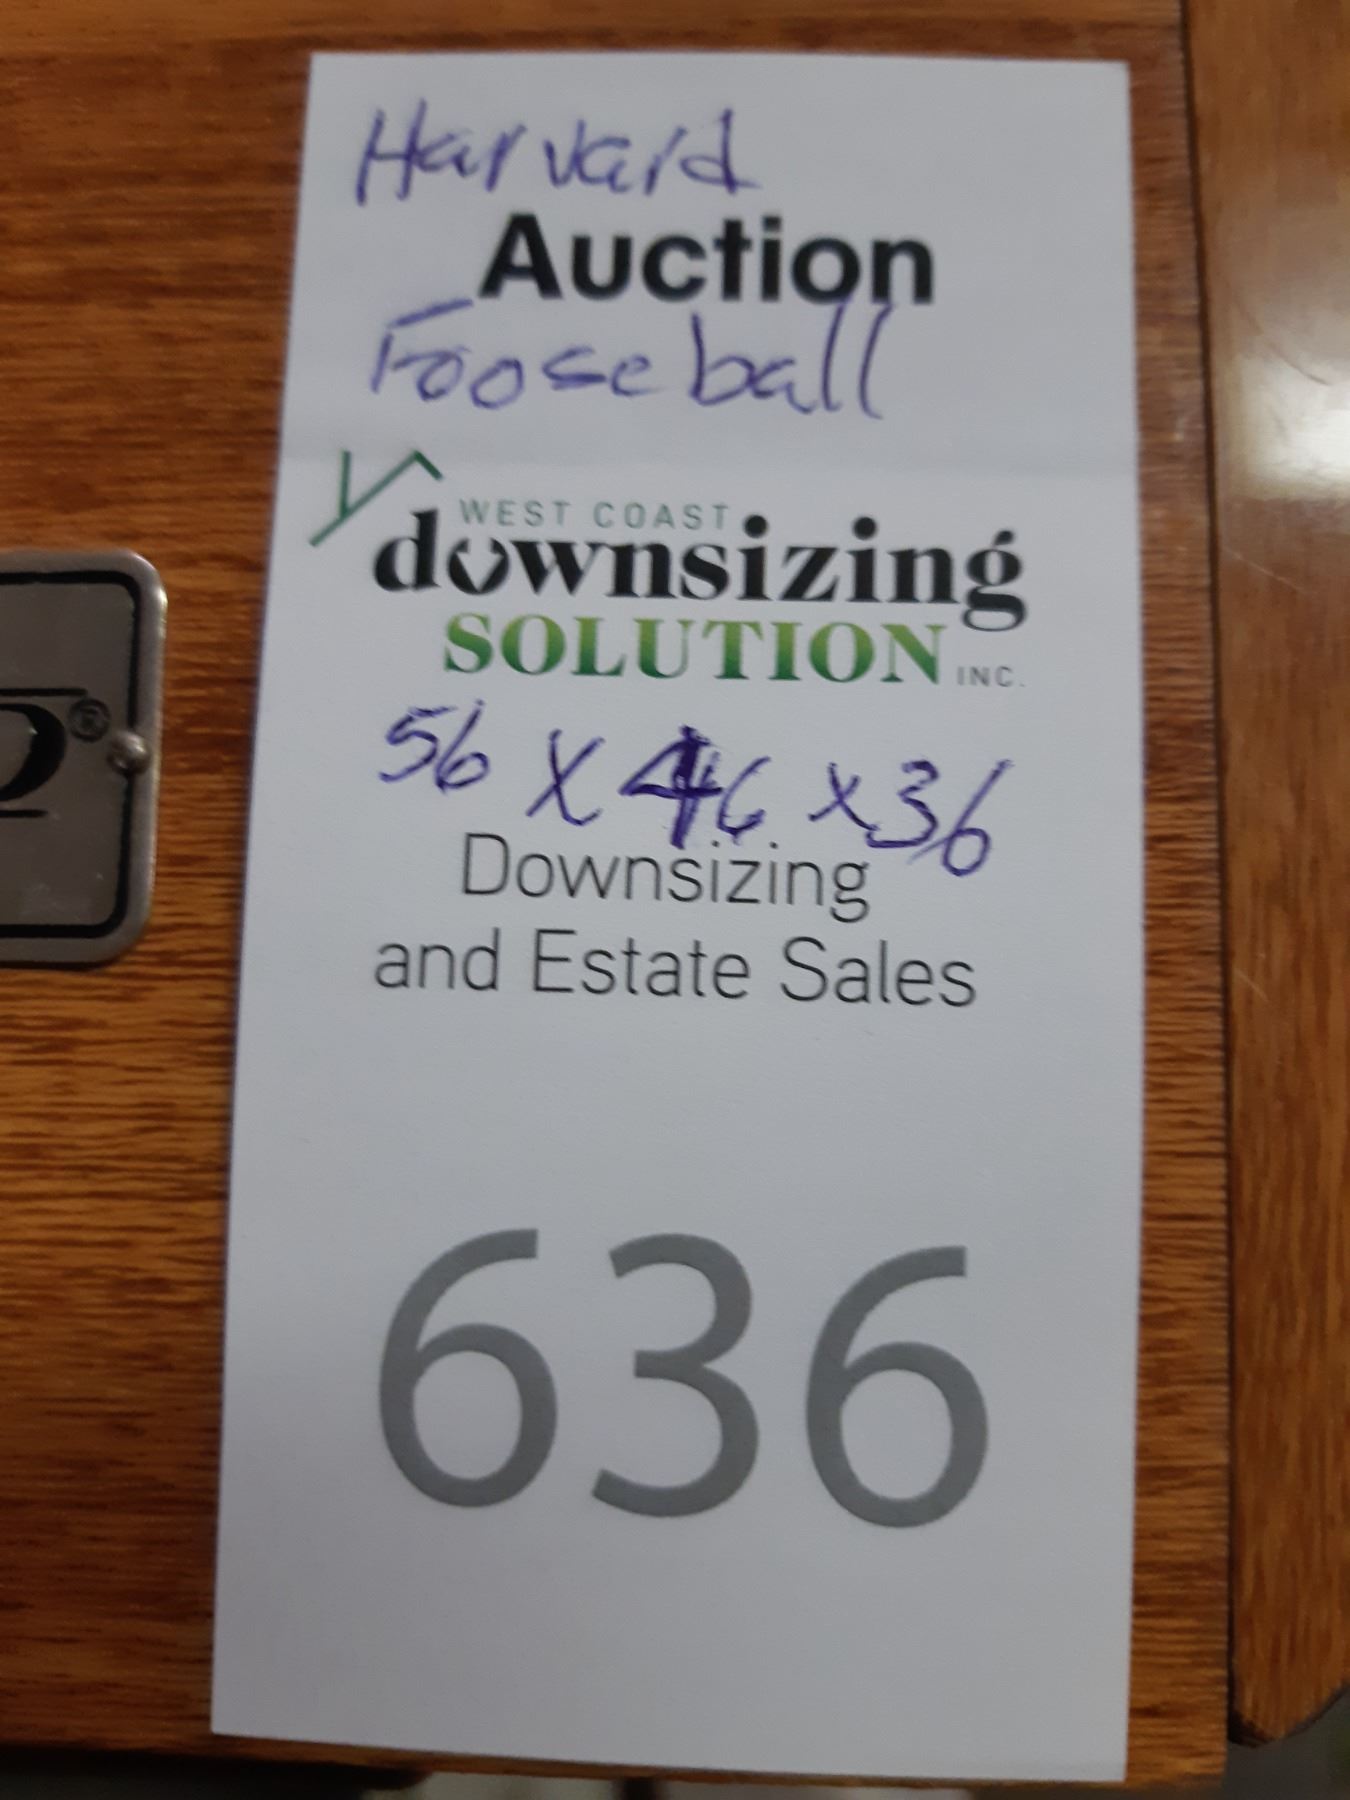 Harvard
Auction
Fooseball
WEST COAST
downsizing
SOLUTION INC.
56 x 46 x 36
Downsizing
and Estate Sales
636
D®